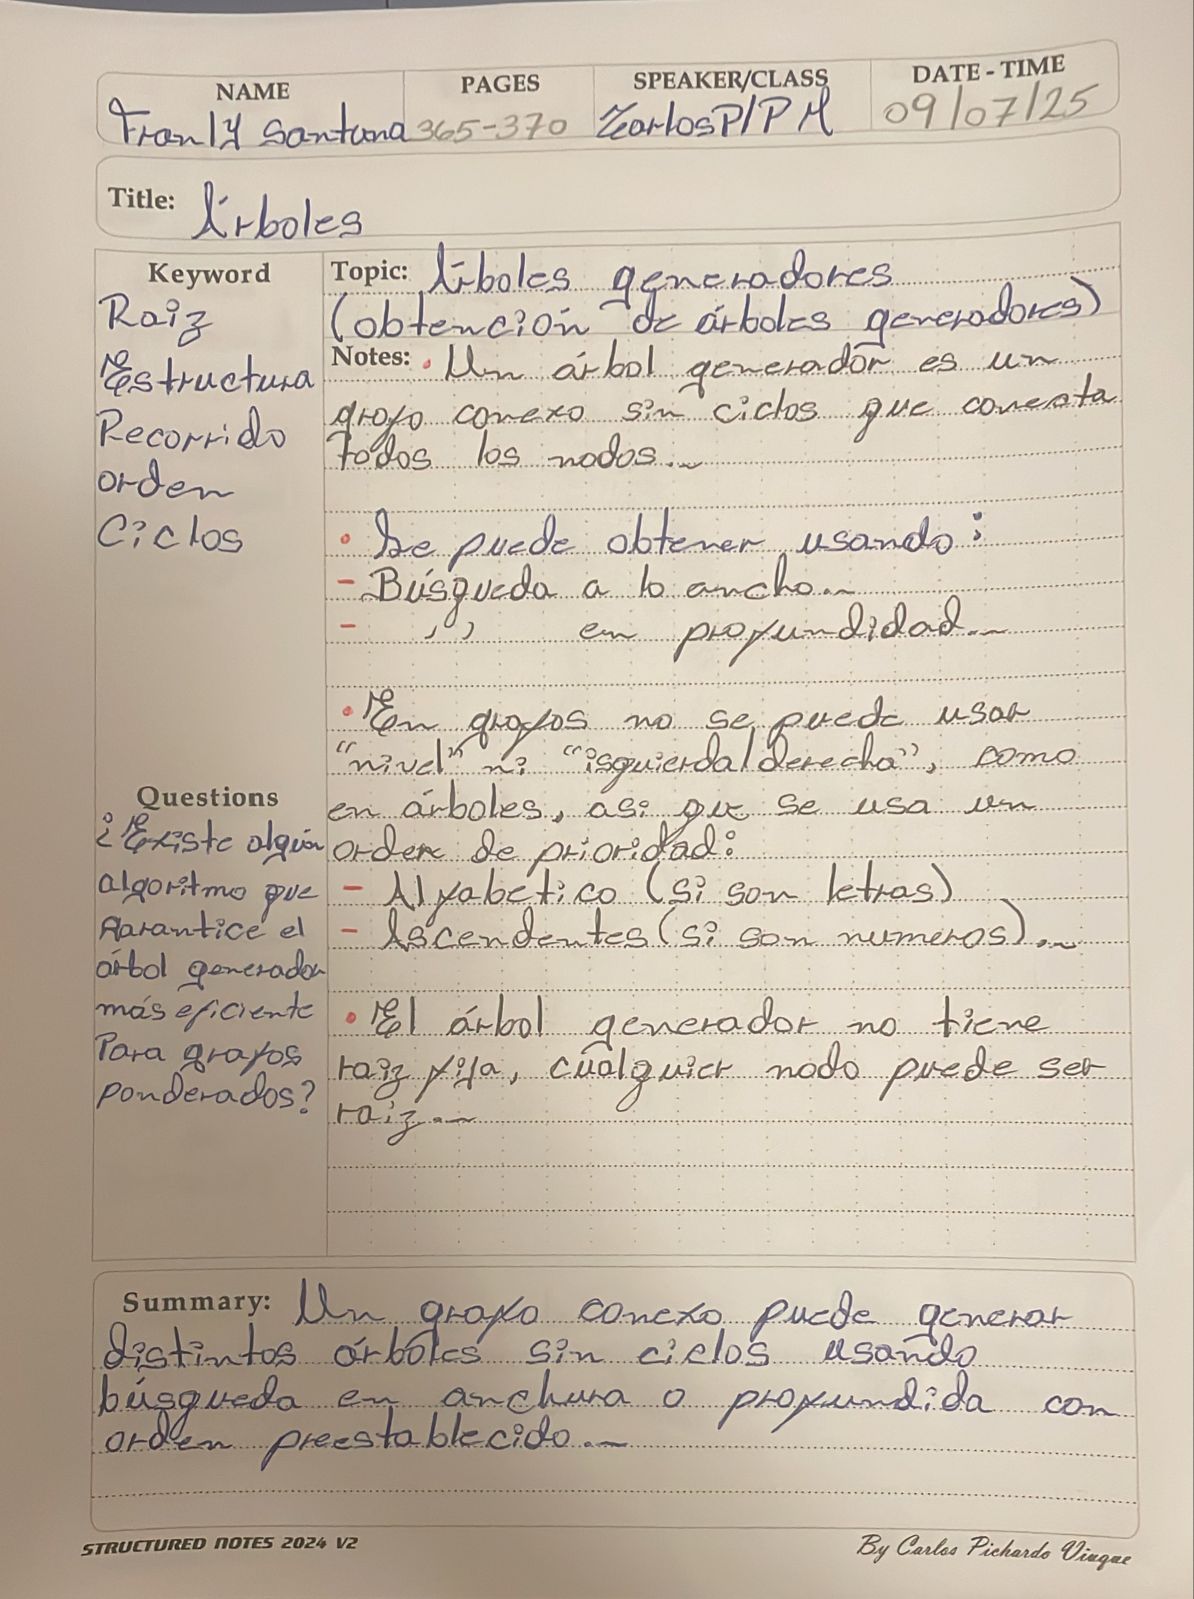 NAME PAGES SPEAKER/CLASS DATE - TIME
Franly Santana 365-370 CarlosP/PM 09/07/25
Title: Árboles
Keyword
Raiz
Estructura
Recorrido
orden
Ciclos
Questions
¿Existe algún
algoritmo que
garantice el
árbol generador
más eficiente
Para grafos
ponderados?
Topic: Árboles generadores
(obtención de árboles generadores)
Notes: • Un árbol generador es un
grafo conexo sin ciclos que conecta
todos los nodos...
• Se puede obtener usando:
- Búsqueda a lo ancho...
- ,, en profundidad...
• En grafos no se puede usar
"nivel" ni "isquierda/derecha", como
en árboles, asi que se usa un
orden de prioridad:
- Alfabetico (si son letras)
- Ascendentes (si son numeros)...
• El árbol generador no tiene
raiz fija, cualquier nodo puede ser
raiz...
Summary: Un grafo conexo puede generar
distintos árboles sin ciclos usando
búsqueda en anchura o profundida con
orden preestablecido...
STRUCTURED NOTES 2024 V2
By Carlos Pichardo Viuque